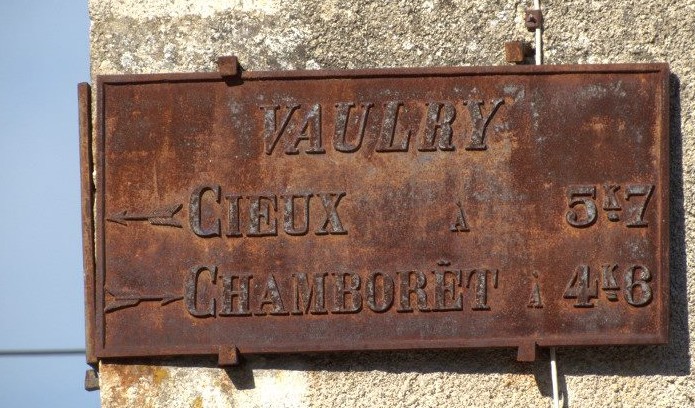 VAULRY
CIEUX À 5K7
CHAMBORÊT À 4K6